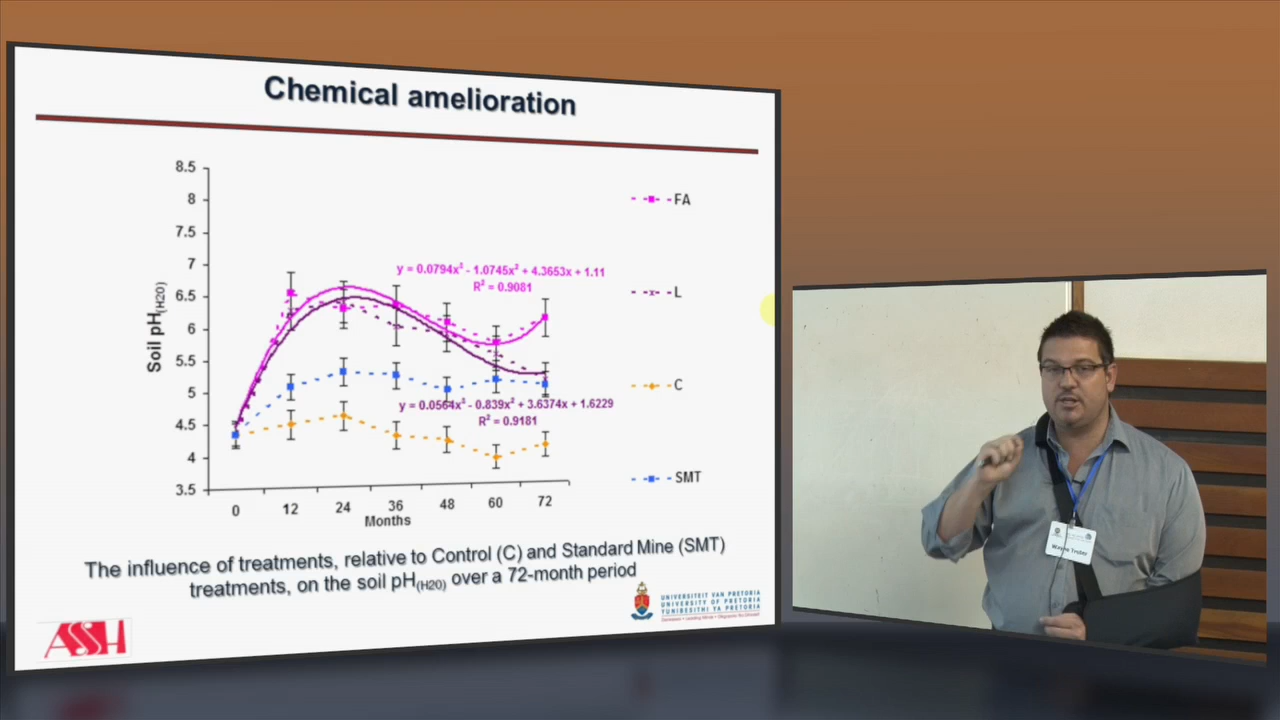 Chemical amelioration
8.5
8
7.5
7
6.5
6
5.5
5
4.5
4
3.5
Soil pH(H2O)
0
12
24
36
48
60
72
Months
y = 0.0794x³ - 1.0745x² + 4.3653x + 1.11
R² = 0.9081
y = 0.0564x³ - 0.839x² + 3.6374x + 1.6229
R² = 0.9181
FA
L
C
SMT
The influence of treatments, relative to Control (C) and Standard Mine (SMT)
treatments, on the soil pH(H2O) over a 72-month period
ASSH
UNIVERSITEIT VAN PRETORIA
UNIVERSITY OF PRETORIA
YUNIBESITHI YA PRETORIA
Wayne Truter